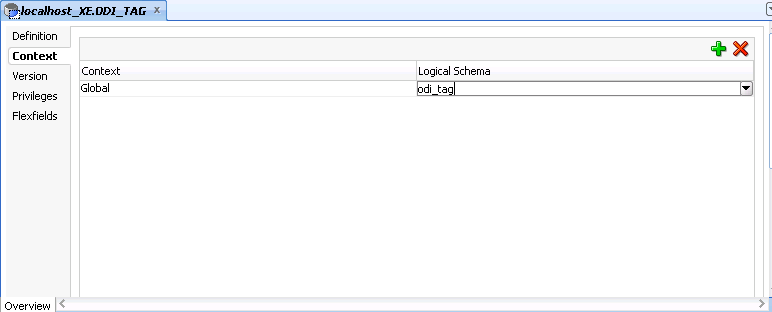 localhost_XE.ODI_TAG x
Definition
Context
Version
Privileges
Flexfields
Context Logical Schema
Global odi_tag
Overview